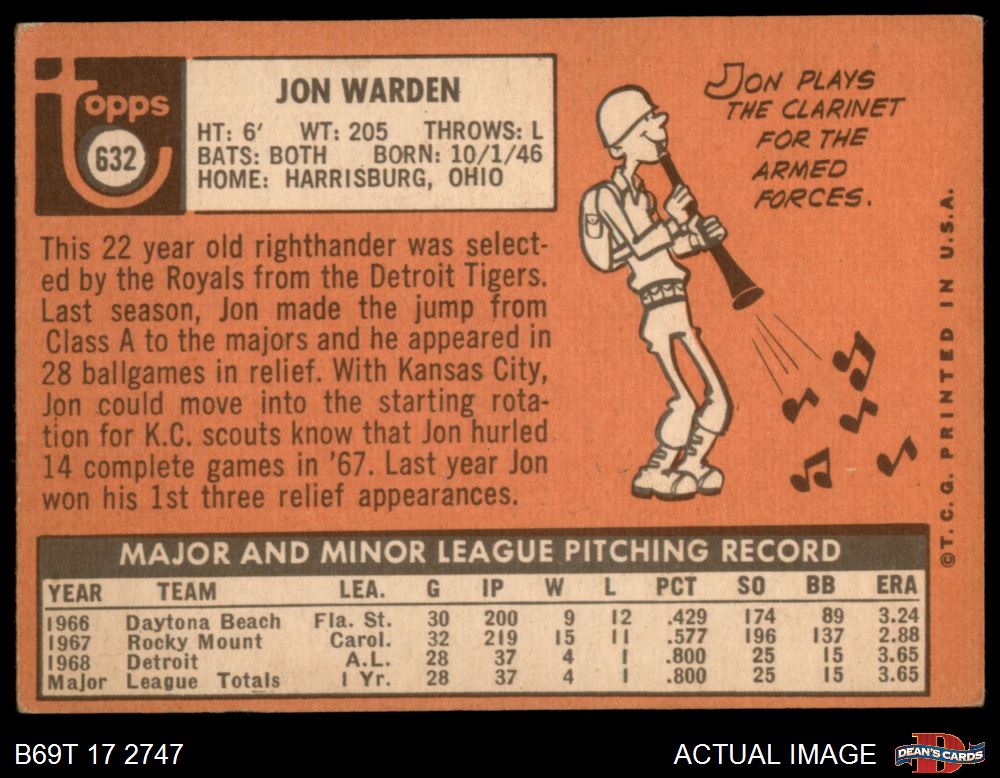 Topps
632
JON WARDEN
HT: 6' WT: 205 THROWS: L
BATS: BOTH BORN: 10/1/46
HOME: HARRISBURG, OHIO
JON PLAYS
THE CLARINET
FOR THE
ARMED
FORCES.
This 22 year old righthander was select-
ed by the Royals from the Detroit Tigers.
Last season, Jon made the jump from
Class A to the majors and he appeared in
28 ballgames in relief. With Kansas City,
Jon could move into the starting rota-
tion for K.C. scouts know that Jon hurled
14 complete games in '67. Last year Jon
won his 1st three relief appearances.
©T.C.G. PRINTED IN U.S.A.
MAJOR AND MINOR LEAGUE PITCHING RECORD
YEAR TEAM LEA. G IP W L PCT SO BB ERA
1966 Daytona Beach Fla. St. 30 200 9 12 .429 174 89 3.24
1967 Rocky Mount Carol. 32 219 15 11 .577 196 137 2.88
1968 Detroit A.L. 28 37 4 1 .800 25 15 3.65
Major League Totals 1 Yr. 28 37 4 1 .800 25 15 3.65
B69T 17 2747
ACTUAL IMAGE
DEAN'S CARDS